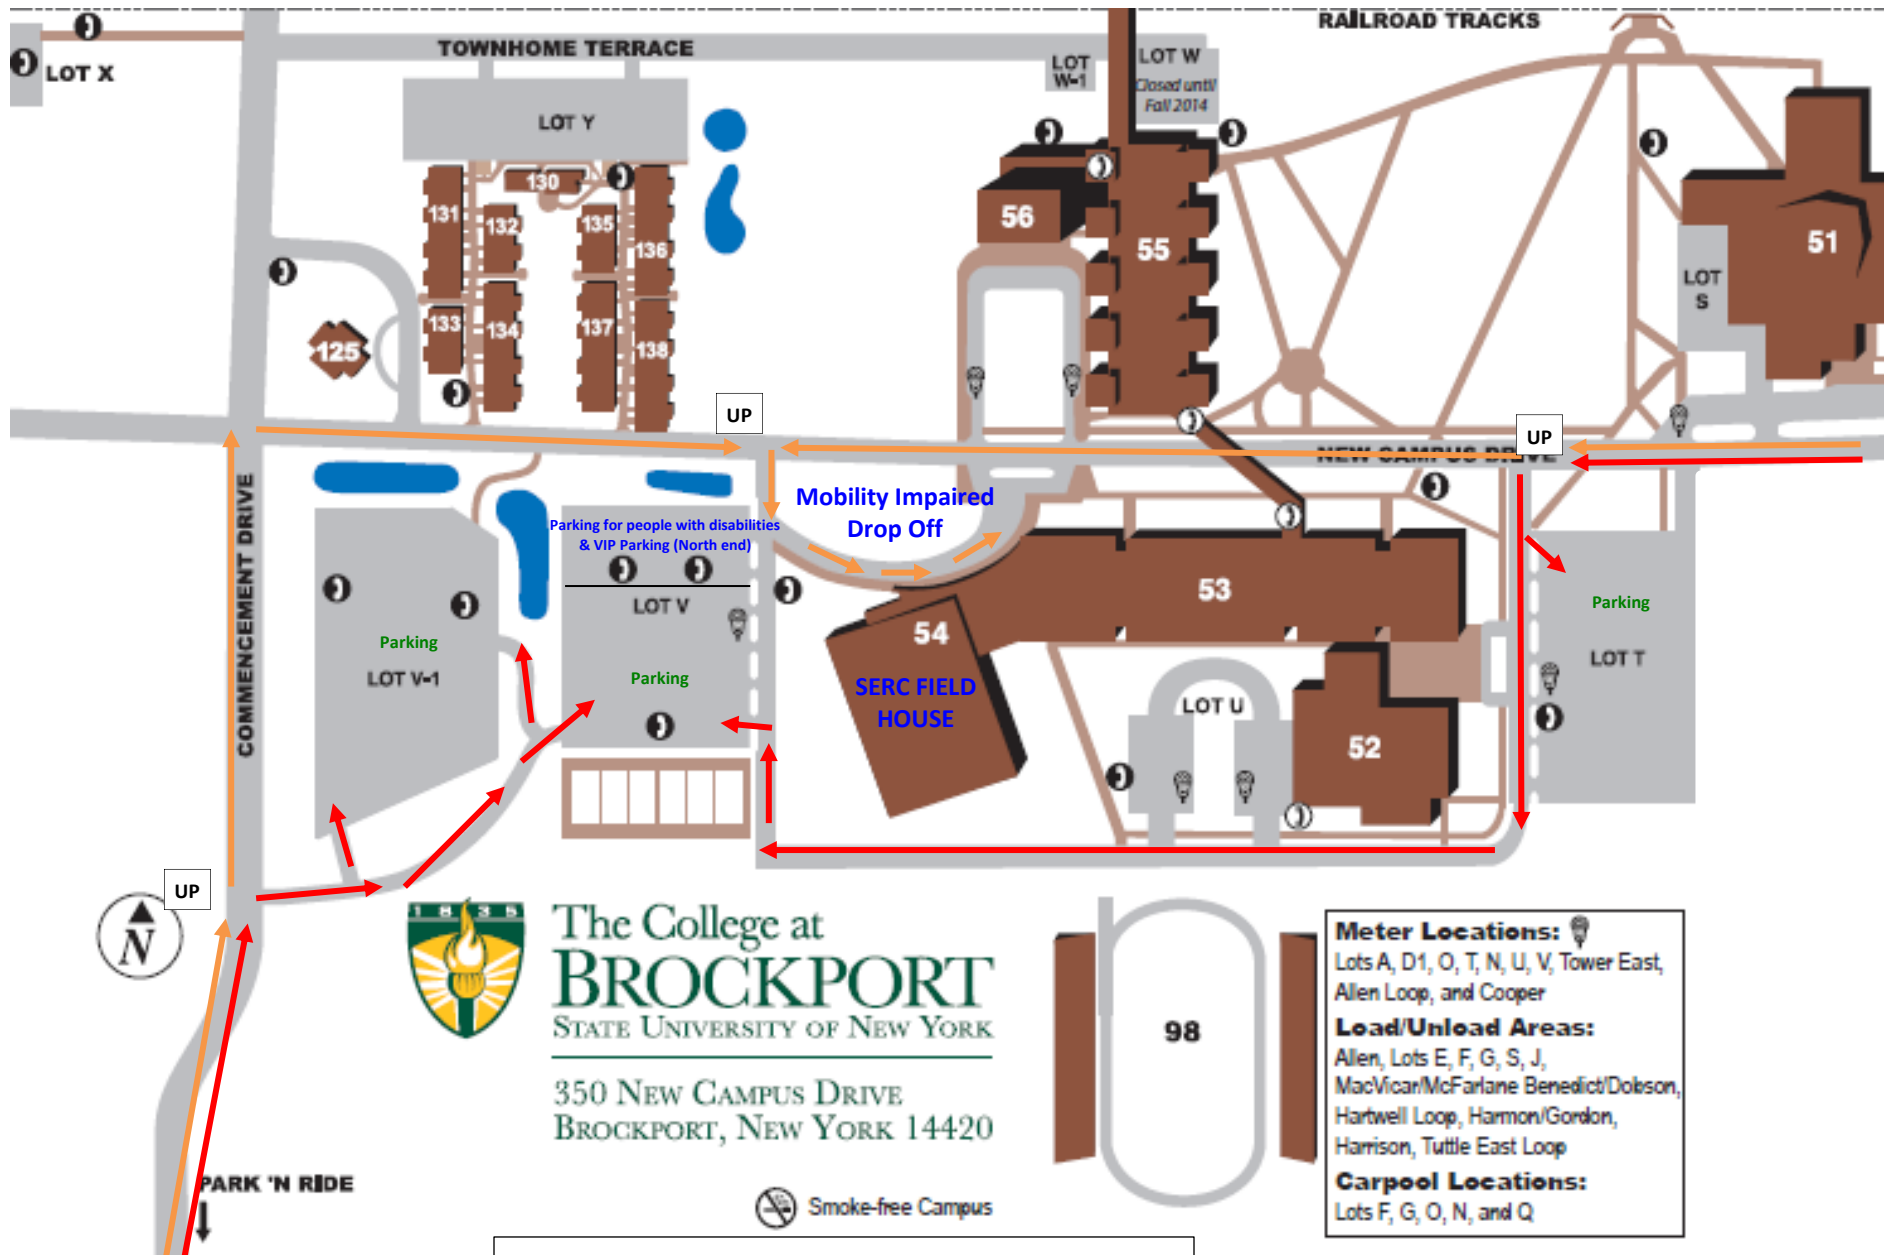 RAILROAD TRACKS
TOWNHOME TERRACE
LOT X
LOT
W-1
LOT W
Closed until
Fall 2014
LOT Y
130
131
132
135
136
133
134
137
138
125
56
55
51
LOT
S
UP
UP
NEW CAMPUS DRIVE
COMMENCEMENT DRIVE
Mobility Impaired
Drop Off
Parking for people with disabilities
& VIP Parking (North end)
LOT V
Parking
Parking
LOT V-1
53
54
SERC FIELD
HOUSE
LOT U
52
Parking
LOT T
UP
N
1 8 3 5
The College at
BROCKPORT
STATE UNIVERSITY OF NEW YORK
350 NEW CAMPUS DRIVE
BROCKPORT, NEW YORK 14420
98
Meter Locations:
Lots A, D1, O, T, N, U, V, Tower East,
Allen Loop, and Cooper
Load/Unload Areas:
Allen, Lots E, F, G, S, J,
MacVicar/McFarlane Benedict/Dobson,
Hartwell Loop, Harmon/Gordon,
Harrison, Tuttle East Loop
Carpool Locations:
Lots F, G, O, N, and Q
PARK 'N RIDE
Smoke-free Campus